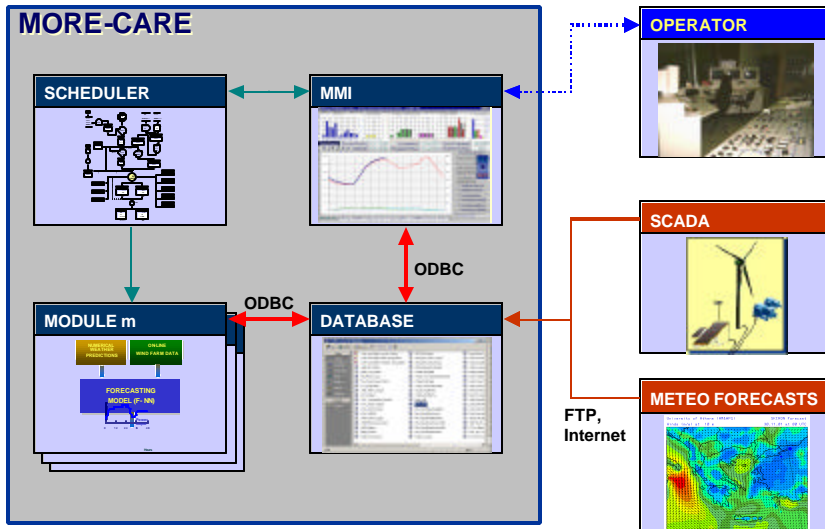 MORE-CARE
OPERATOR
SCHEDULER
MMI
SCADA
ODBC
ODBC
MODULE m
DATABASE
NUMERICAL
WEATHER
PREDICTIONS
ONLINE
WIND FARM DATA
FORECASTING
MODEL (F- NN)
METEO FORECASTS
FTP,
Internet